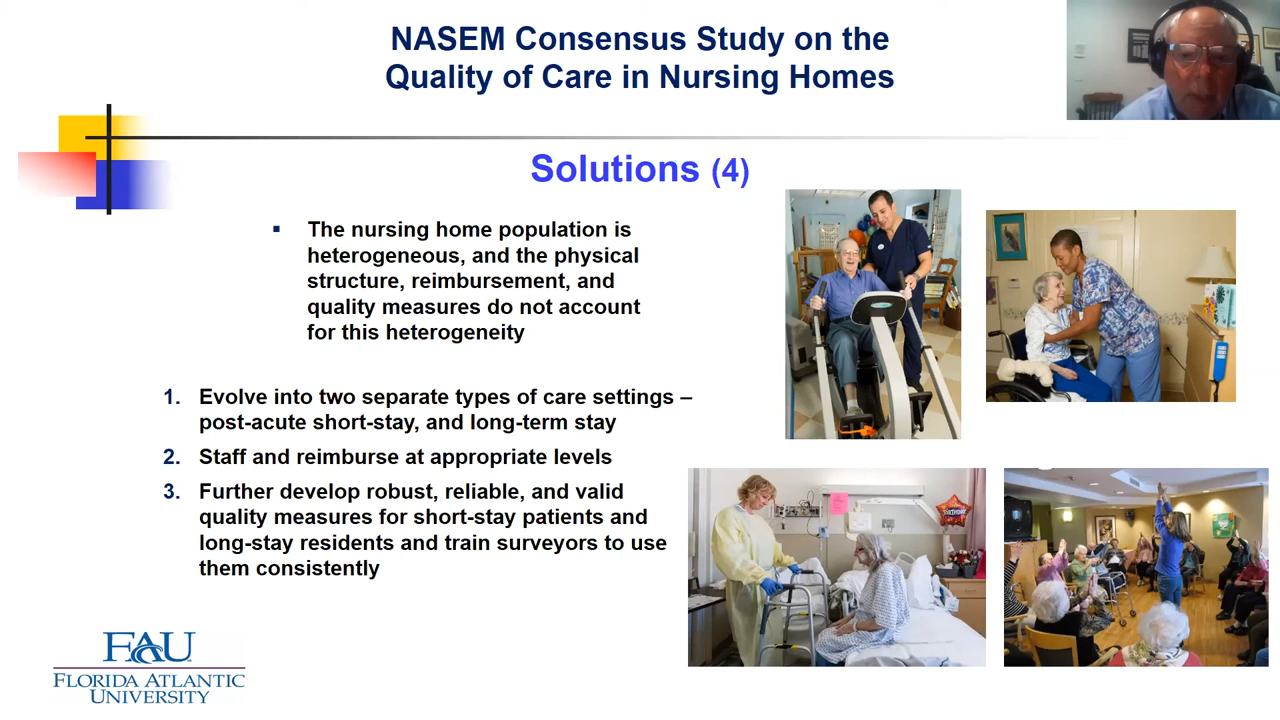 NASEM Consensus Study on the
Quality of Care in Nursing Homes
Solutions (4)
The nursing home population is
heterogeneous, and the physical
structure, reimbursement, and
quality measures do not account
for this heterogeneity
1. Evolve into two separate types of care settings –
post-acute short-stay, and long-term stay
2. Staff and reimburse at appropriate levels
3. Further develop robust, reliable, and valid
quality measures for short-stay patients and
long-stay residents and train surveyors to use
them consistently
FAU
FLORIDA ATLANTIC
UNIVERSITY